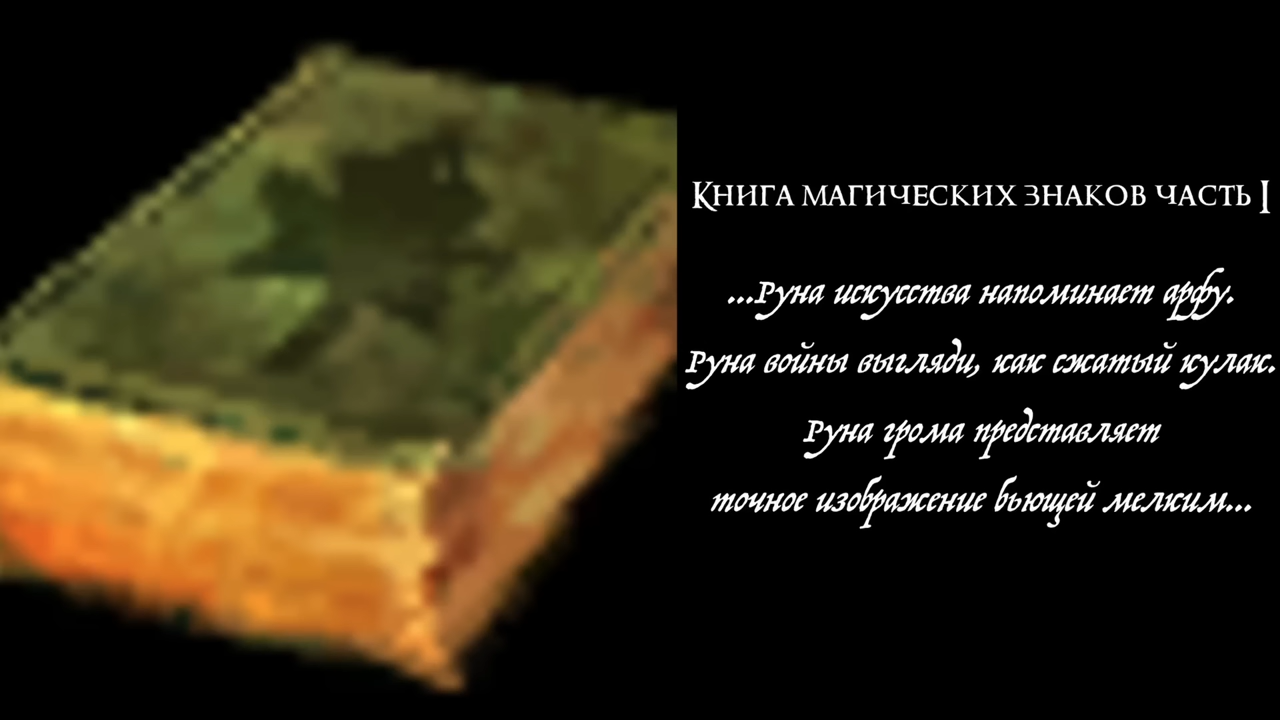 Книга магических знаков часть I
...Руна искусства напоминает арфу.
Руна войны выгляди, как сжатый кулак.
Руна грома представляет
точное изображение бьющей мелким...